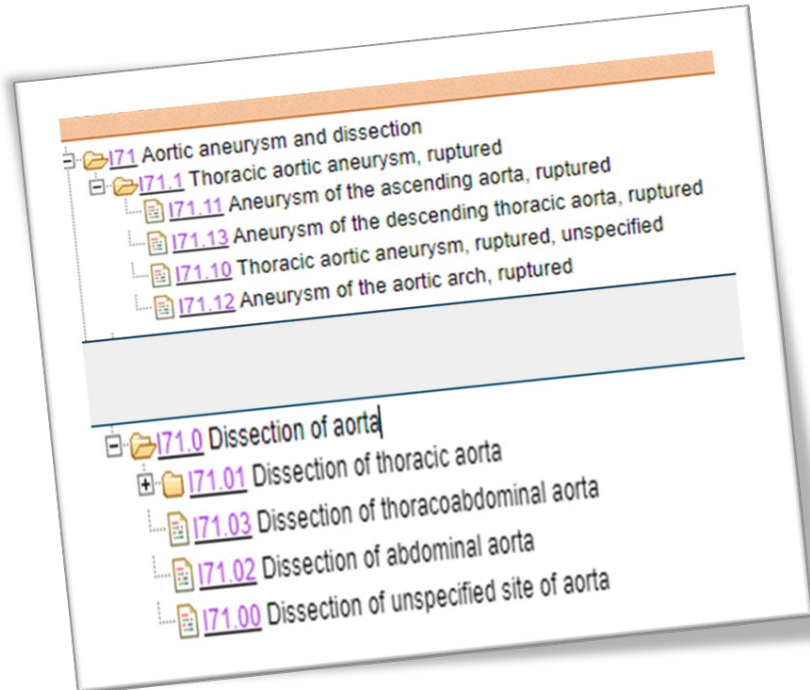 I71 Aortic aneurysm and dissection
I71.1 Thoracic aortic aneurysm, ruptured
I71.11 Aneurysm of the ascending aorta, ruptured
I71.13 Aneurysm of the descending thoracic aorta, ruptured
I71.10 Thoracic aortic aneurysm, ruptured, unspecified
I71.12 Aneurysm of the aortic arch, ruptured
I71.0 Dissection of aorta
I71.01 Dissection of thoracic aorta
I71.03 Dissection of thoracoabdominal aorta
I71.02 Dissection of abdominal aorta
I71.00 Dissection of unspecified site of aorta